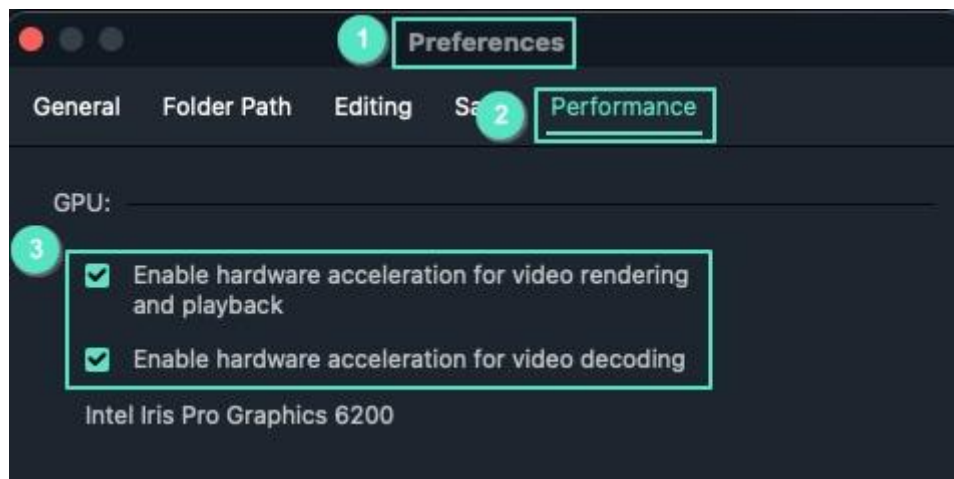 1 Preferences
General Folder Path Editing Sa 2 Performance
GPU:
3
Enable hardware acceleration for video rendering
and playback
Enable hardware acceleration for video decoding
Intel Iris Pro Graphics 6200